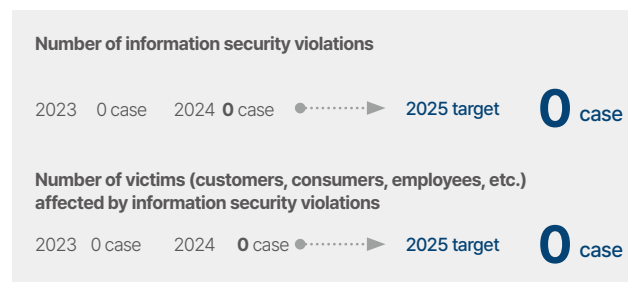 Number of information security violations
2023 0 case 2024 0 case 2025 target 0 case
Number of victims (customers, consumers, employees, etc.)
affected by information security violations
2023 0 case 2024 0 case 2025 target 0 case